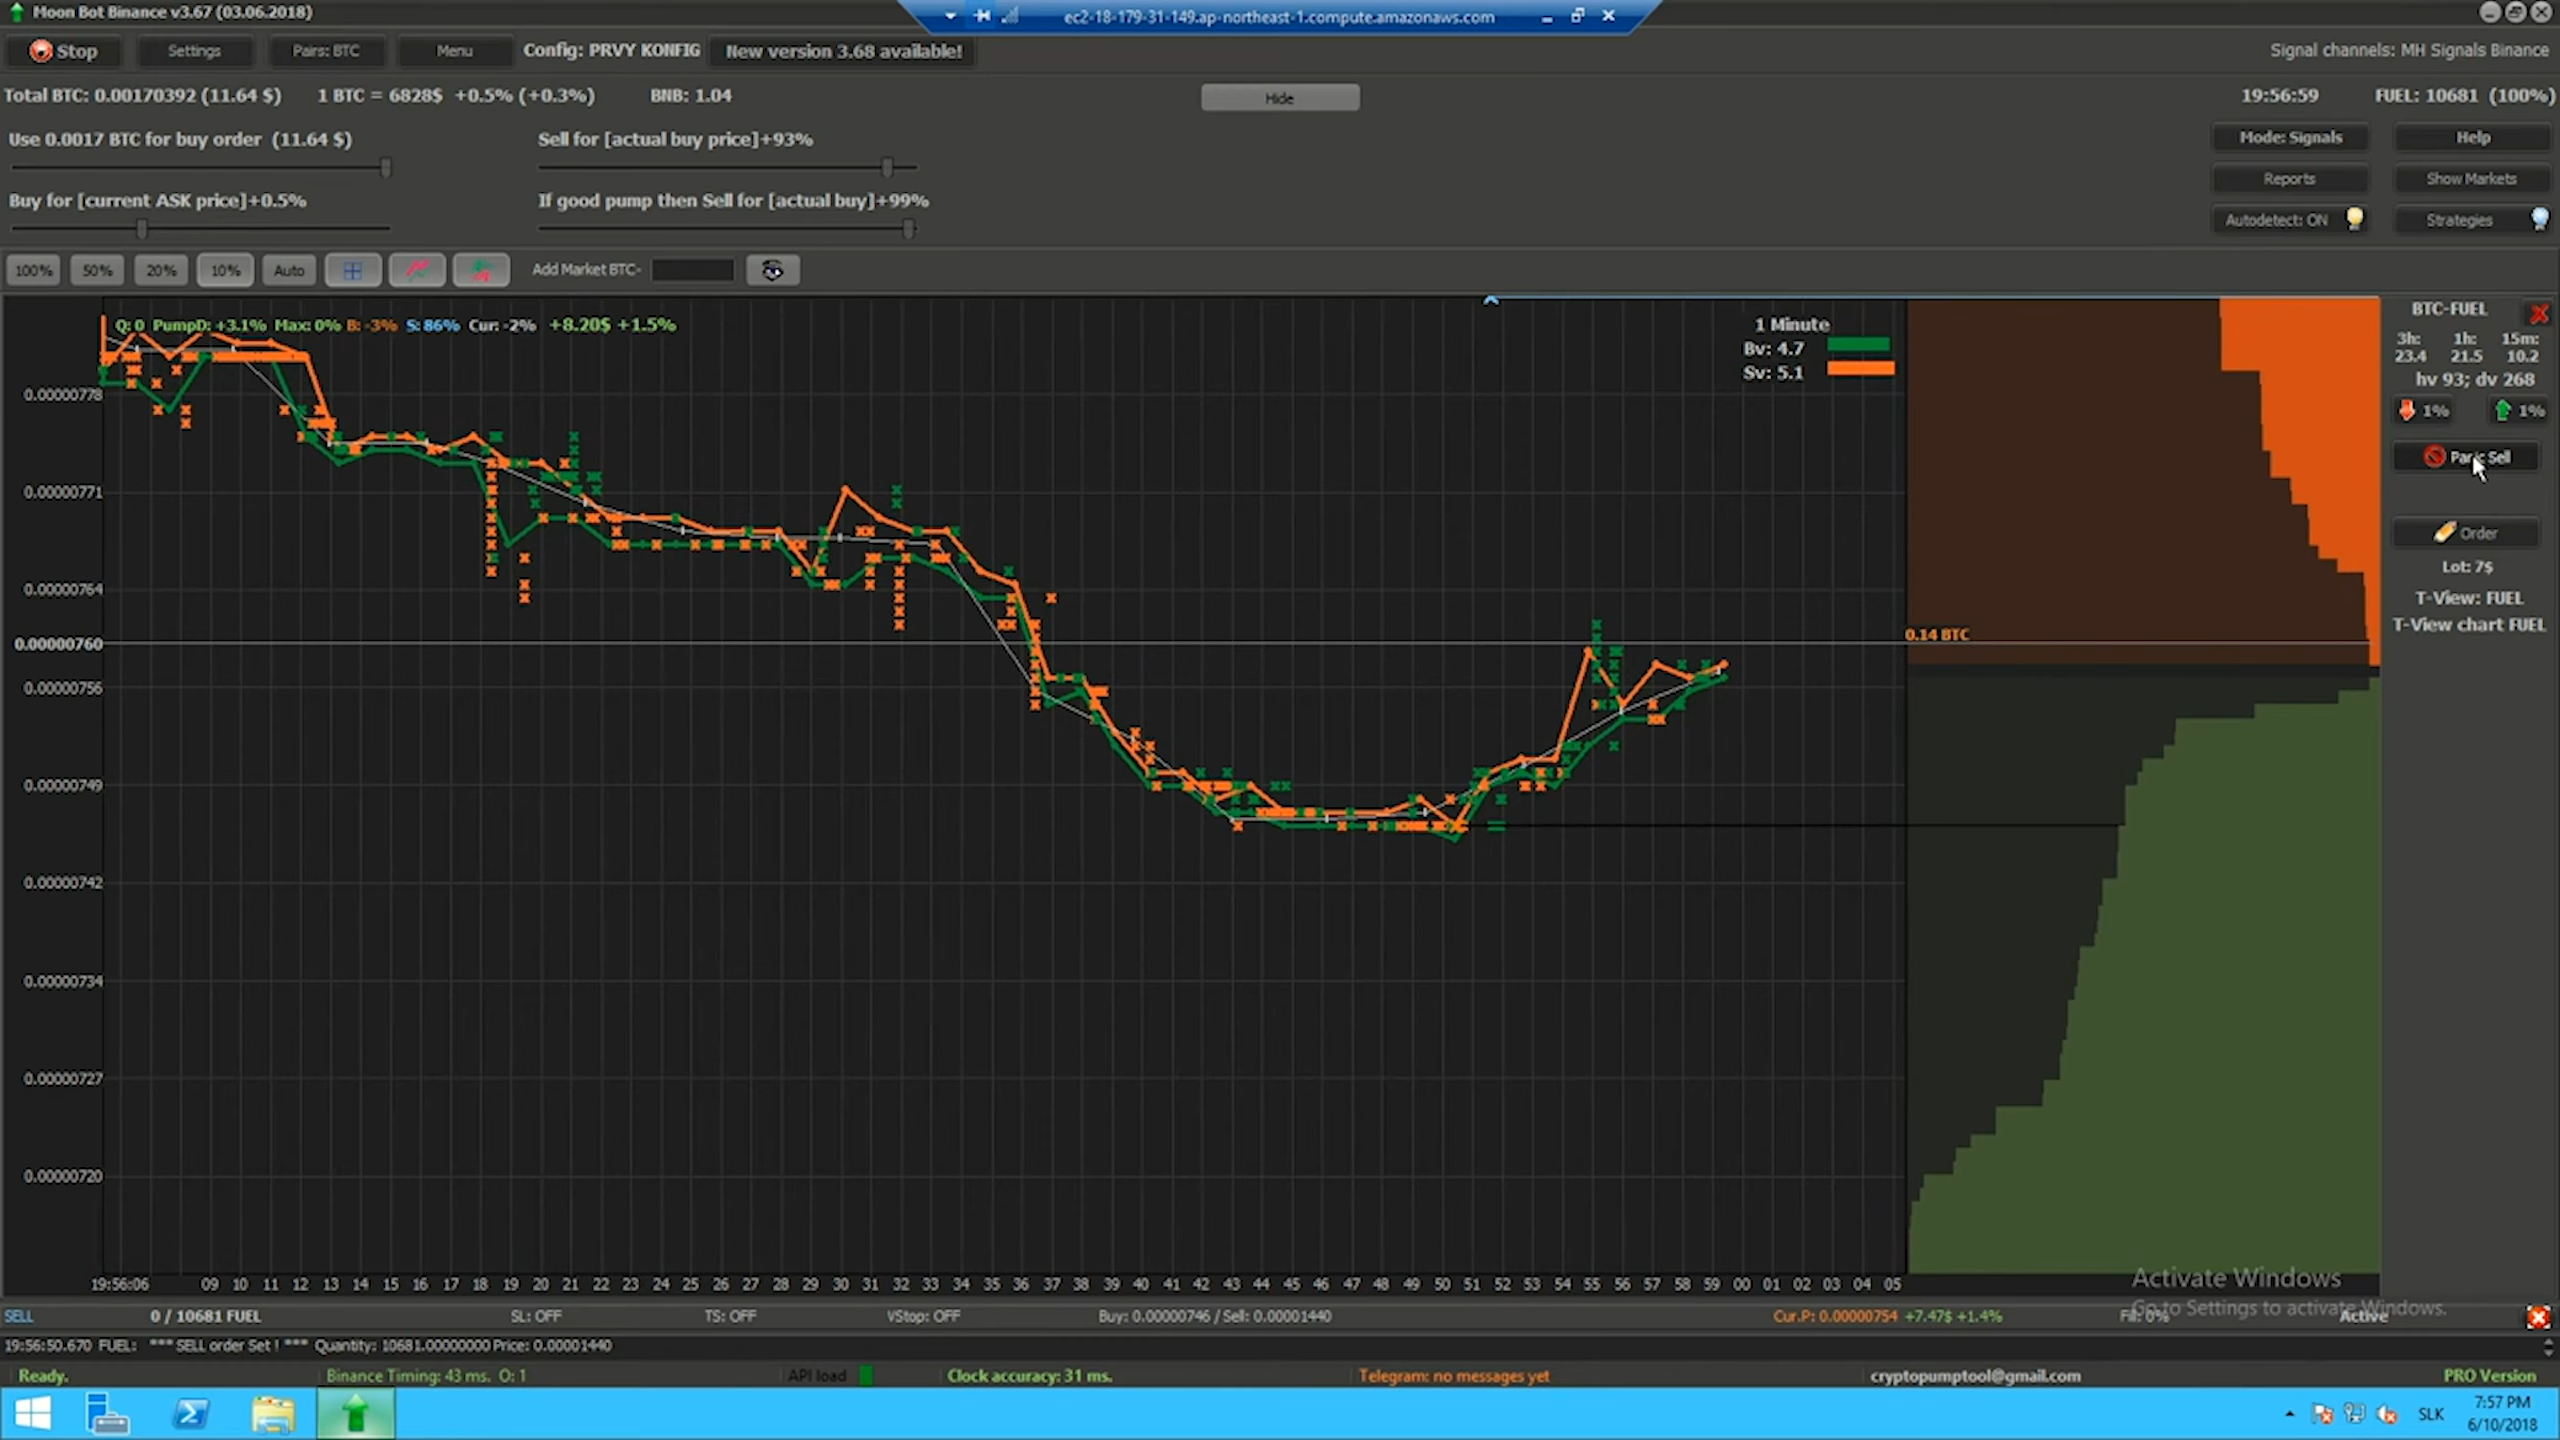 Moon Bot Binance v3.67 (03.06.2018)
ec2-18-179-31-149.ap-northeast-1.compute.amazonaws.com
Stop
Settings
Pairs: BTC
Menu
Config: PRVY KONFIG
New version 3.68 available!
Signal channels: MH Signals Binance
Total BTC: 0.00170392 (11.64 $)
1 BTC = 6828$ +0.5% (+0.3%)
BNB: 1.04
Hide
19:56:59
FUEL: 10681 (100%)
Use 0.0017 BTC for buy order (11.64 $)
Sell for [actual buy price]+93%
Mode: Signals
Help
Buy for [current ASK price]+0.5%
If good pump then Sell for [actual buy]+99%
Reports
Show Markets
Autodetect: ON
Strategies
100%
50%
20%
10%
Auto
Add Market BTC-
Q: 0 PumpD: +3.1% Max: 0% B: -3% S: 86% Cur: -2% +8.20$ +1.5%
1 Minute
Bv: 4.7
Sv: 5.1
BTC-FUEL
3h: 1h: 15m:
23.4 21.5 10.2
hv 93; dv 268
1%
1%
Panic Sell
Order
Lot: 7$
T-View: FUEL
T-View chart FUEL
0.14 BTC
0.00000778
0.00000771
0.00000764
0.00000760
0.00000756
0.00000749
0.00000742
0.00000734
0.00000727
0.00000720
19:56:06 09 10 11 12 13 14 15 16 17 18 19 20 21 22 23 24 25 26 27 28 29 30 31 32 33 34 35 36 37 38 39 40 41 42 43 44 45 46 47 48 49 50 51 52 53 54 55 56 57 58 59 00 01 02 03 04 05
Activate Windows
Go to Settings to activate Windows.
SELL
0 / 10681 FUEL
SL: OFF
TS: OFF
VStop: OFF
Buy: 0.00000746 / Sell: 0.00001440
Cur.P: 0.00000754 +7.47$ +1.4%
Fill: 0%
Active
19:56:50.670 FUEL: *** SELL order Set ! *** Quantity: 10681.00000000 Price: 0.00001440
Ready.
Binance Timing: 43 ms. O: 1
API load
Clock accuracy: 31 ms.
Telegram: no messages yet
cryptopumptool@gmail.com
PRO Version
SLK
7:57 PM
6/10/2018